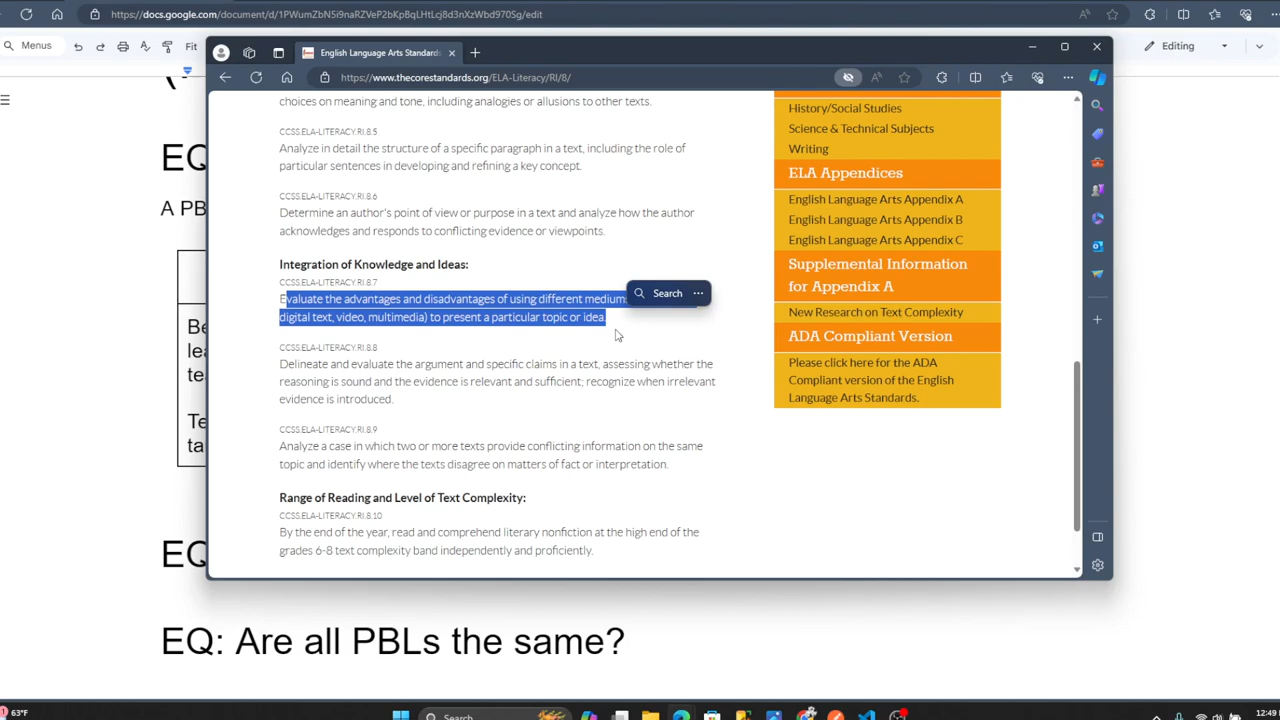 https://docs.google.com/document/d/1PWumZbN5i9naRZVeP2bKpBqLHtLcj8d3nXzWbd970Sg/edit
Menus
Fit
Editing
English Language Arts Standards
https://www.thecorestandards.org/ELA-Literacy/RI/8/
EQ
A PB
Be
lea
tea
Te
ta
choices on meaning and tone, including analogies or allusions to other texts.
CCSS.ELA-LITERACY.RI.8.5
Analyze in detail the structure of a specific paragraph in a text, including the role of
particular sentences in developing and refining a key concept.
CCSS.ELA-LITERACY.RI.8.6
Determine an author's point of view or purpose in a text and analyze how the author
acknowledges and responds to conflicting evidence or viewpoints.
Integration of Knowledge and Ideas:
CCSS.ELA-LITERACY.RI.8.7
Evaluate the advantages and disadvantages of using different mediums
digital text, video, multimedia) to present a particular topic or idea.
Search
CCSS.ELA-LITERACY.RI.8.8
Delineate and evaluate the argument and specific claims in a text, assessing whether the
reasoning is sound and the evidence is relevant and sufficient; recognize when irrelevant
evidence is introduced.
CCSS.ELA-LITERACY.RI.8.9
Analyze a case in which two or more texts provide conflicting information on the same
topic and identify where the texts disagree on matters of fact or interpretation.
Range of Reading and Level of Text Complexity:
CCSS.ELA-LITERACY.RI.8.10
By the end of the year, read and comprehend literary nonfiction at the high end of the
grades 6-8 text complexity band independently and proficiently.
History/Social Studies
Science & Technical Subjects
Writing
ELA Appendices
English Language Arts Appendix A
English Language Arts Appendix B
English Language Arts Appendix C
Supplemental Information
for Appendix A
New Research on Text Complexity
ADA Compliant Version
Please click here for the ADA
Compliant version of the English
Language Arts Standards.
EQ
EQ: Are all PBLs the same?
63°F
Search
12:49